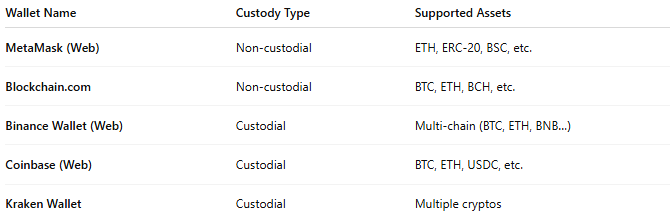 Wallet Name Custody Type Supported Assets
MetaMask (Web) Non-custodial ETH, ERC-20, BSC, etc.
Blockchain.com Non-custodial BTC, ETH, BCH, etc.
Binance Wallet (Web) Custodial Multi-chain (BTC, ETH, BNB...)
Coinbase (Web) Custodial BTC, ETH, USDC, etc.
Kraken Wallet Custodial Multiple cryptos